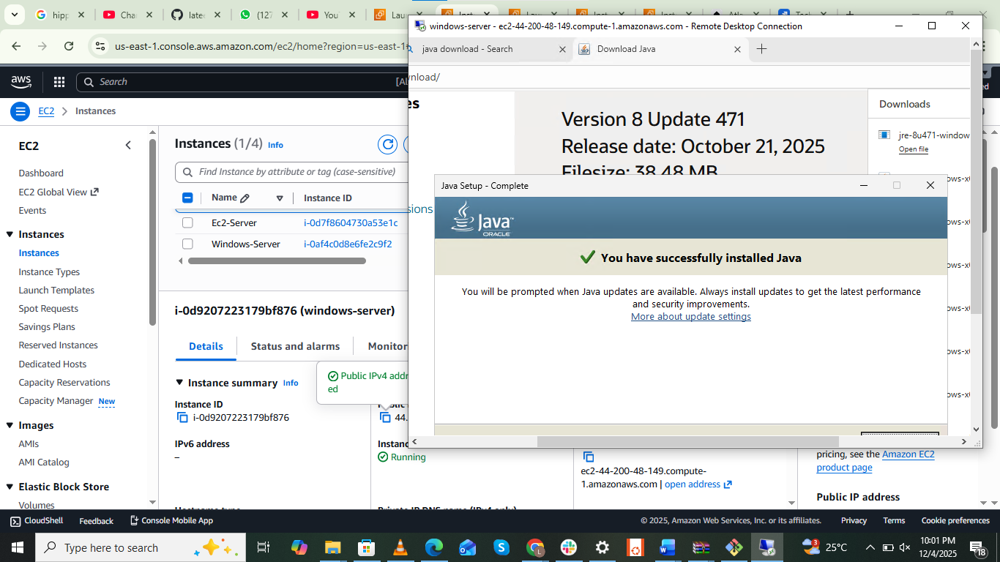 hipp
Cha
late
(127
You
Lau
Inst
Lau
Inst
Inst
Atla
us-east-1.console.aws.amazon.com/ec2/home?region=us-east-1
aws
Search
[Al
EC2
Instances
EC2
Dashboard
EC2 Global View
Events
Instances
Instances
Instance Types
Launch Templates
Spot Requests
Savings Plans
Reserved Instances
Dedicated Hosts
Capacity Reservations
Capacity Manager New
Images
AMIs
AMI Catalog
Elastic Block Store
Volumes
Instances (1/4) Info
Find Instance by attribute or tag (case-sensitive)
Name
Instance ID
Ec2-Server
i-0d7f8604730a53e1c
Windows-Server
i-0af4c0d8e6fe2c9f2
i-0d9207223179bf876 (windows-server)
Details
Status and alarms
Monitor
Public IPv4 addr
ed
Instance summary Info
Instance ID
i-0d9207223179bf876
44.
IPv6 address
–
Instanc
Running
Hostname type
Private IP DNS name (IPv4 only)
ec2-44-200-48-149.compute-
1.amazonaws.com | open address
pricing, see the Amazon EC2
product page
Public IP address
windows-server - ec2-44-200-48-149.compute-1.amazonaws.com - Remote Desktop Connection
java download - Search
Download Java
nload/
es
sions
Version 8 Update 471
Release date: October 21, 2025
Filesize: 38.48 MB
Downloads
jre-8u471-window
Open file
ows-x
ows-x
ows-x
ows-x
ows-x
ows-x
Java Setup - Complete
Java
ORACLE
You have successfully installed Java
You will be prompted when Java updates are available. Always install updates to get the latest performance
and security improvements.
More about update settings
CloudShell
Feedback
Console Mobile App
© 2025, Amazon Web Services, Inc. or its affiliates.
Privacy
Terms
Cookie preferences
Type here to search
3
25°C
10:01 PM
12/4/2025
18